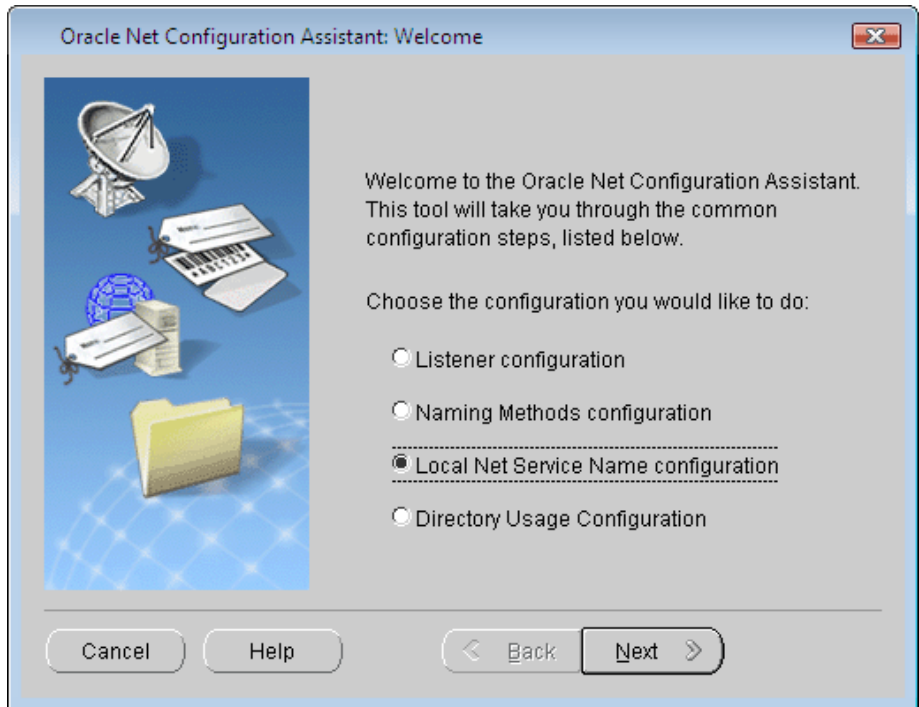 Oracle Net Configuration Assistant: Welcome
Welcome to the Oracle Net Configuration Assistant.
This tool will take you through the common
configuration steps, listed below.
Choose the configuration you would like to do:
Listener configuration
Naming Methods configuration
Local Net Service Name configuration
Directory Usage Configuration
Cancel
Help
Back
Next